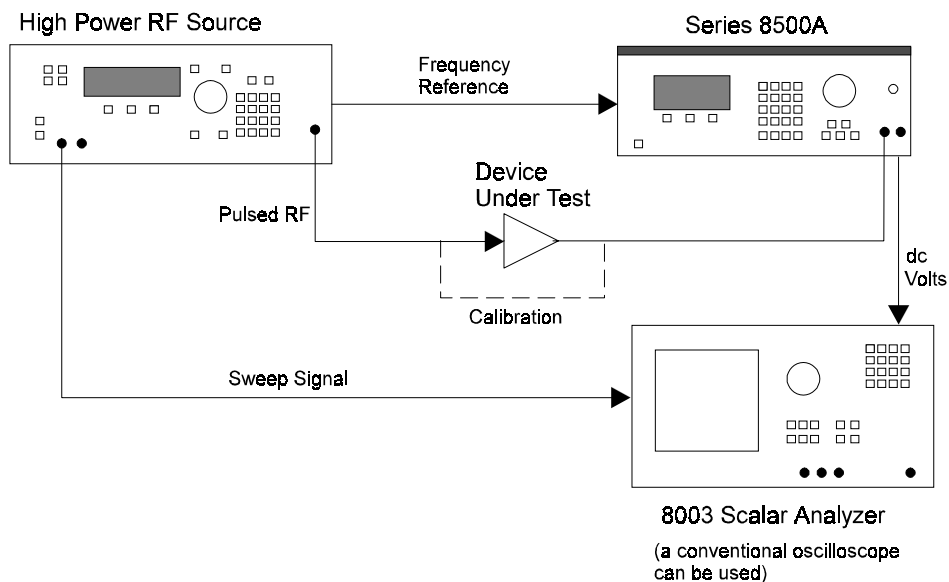 High Power RF Source
Series 8500A
Frequency
Reference
Device
Under Test
Pulsed RF
dc
Volts
Calibration
Sweep Signal
8003 Scalar Analyzer
(a conventional oscilloscope
can be used)